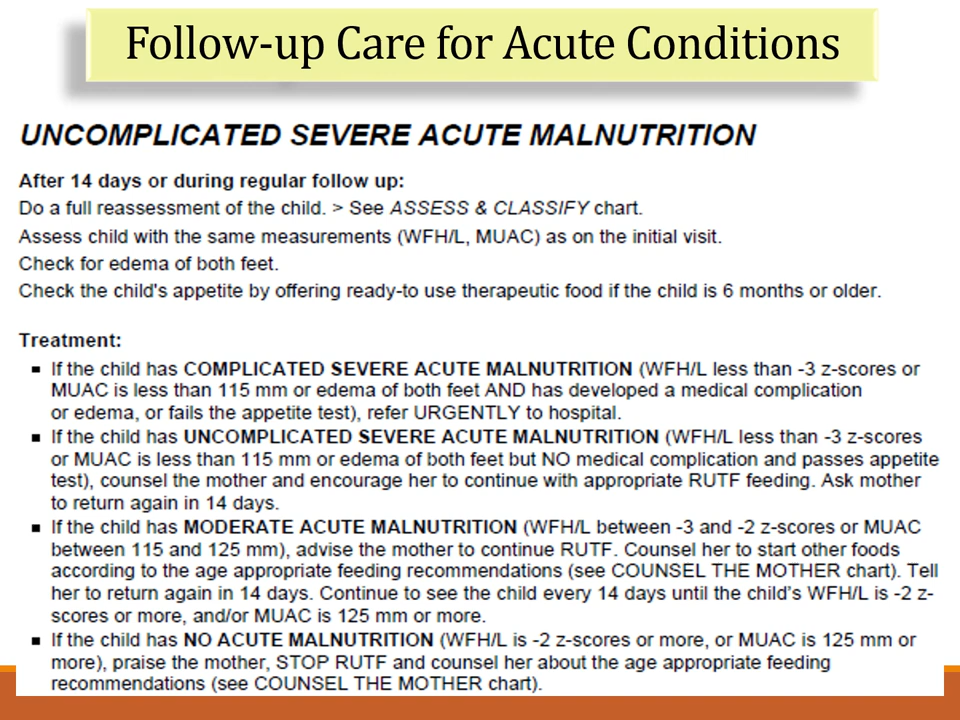 Follow-up Care for Acute Conditions
UNCOMPLICATED SEVERE ACUTE MALNUTRITION
After 14 days or during regular follow up:
Do a full reassessment of the child. > See ASSESS & CLASSIFY chart.
Assess child with the same measurements (WFH/L, MUAC) as on the initial visit.
Check for edema of both feet.
Check the child's appetite by offering ready-to use therapeutic food if the child is 6 months or older.
Treatment:
▪ If the child has COMPLICATED SEVERE ACUTE MALNUTRITION (WFH/L less than -3 z-scores or
MUAC is less than 115 mm or edema of both feet AND has developed a medical complication
or edema, or fails the appetite test), refer URGENTLY to hospital.
▪ If the child has UNCOMPLICATED SEVERE ACUTE MALNUTRITION (WFH/L less than -3 z-scores
or MUAC is less than 115 mm or edema of both feet but NO medical complication and passes appetite
test), counsel the mother and encourage her to continue with appropriate RUTF feeding. Ask mother
to return again in 14 days.
▪ If the child has MODERATE ACUTE MALNUTRITION (WFH/L between -3 and -2 z-scores or MUAC
between 115 and 125 mm), advise the mother to continue RUTF. Counsel her to start other foods
according to the age appropriate feeding recommendations (see COUNSEL THE MOTHER chart). Tell
her to return again in 14 days. Continue to see the child every 14 days until the child's WFH/L is -2 z-
scores or more, and/or MUAC is 125 mm or more.
▪ If the child has NO ACUTE MALNUTRITION (WFH/L is -2 z-scores or more, or MUAC is 125 mm or
more), praise the mother, STOP RUTF and counsel her about the age appropriate feeding
recommendations (see COUNSEL THE MOTHER chart).